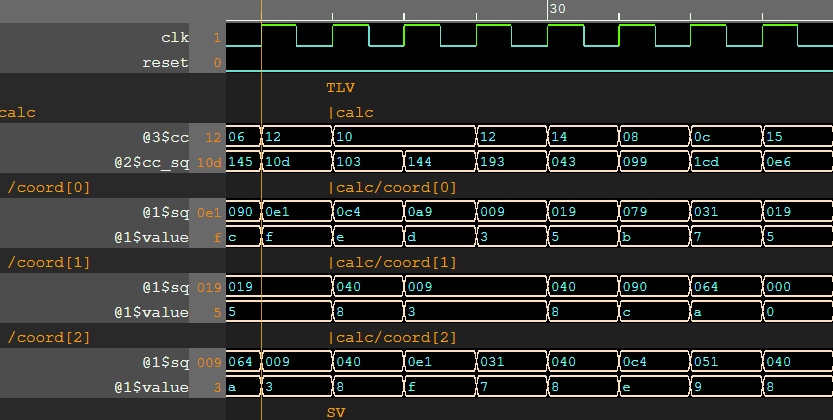 30
clk 1
reset 0
TLV
calc |calc
@3$cc 12 06 12 10 12 14 08 0c 15
@2$cc_sq 10d 145 10d 103 144 193 043 099 1cd 0e6
/coord[0] |calc/coord[0]
@1$sq 0e1 090 0e1 0c4 0a9 009 019 079 031 019
@1$value f c f e d 3 5 b 7 5
/coord[1] |calc/coord[1]
@1$sq 019 019 040 009 040 090 064 000
@1$value 5 5 8 3 8 c a 0
/coord[2] |calc/coord[2]
@1$sq 009 064 009 040 0e1 031 040 0c4 051 040
@1$value 3 a 3 8 f 7 8 e 9 8
SV